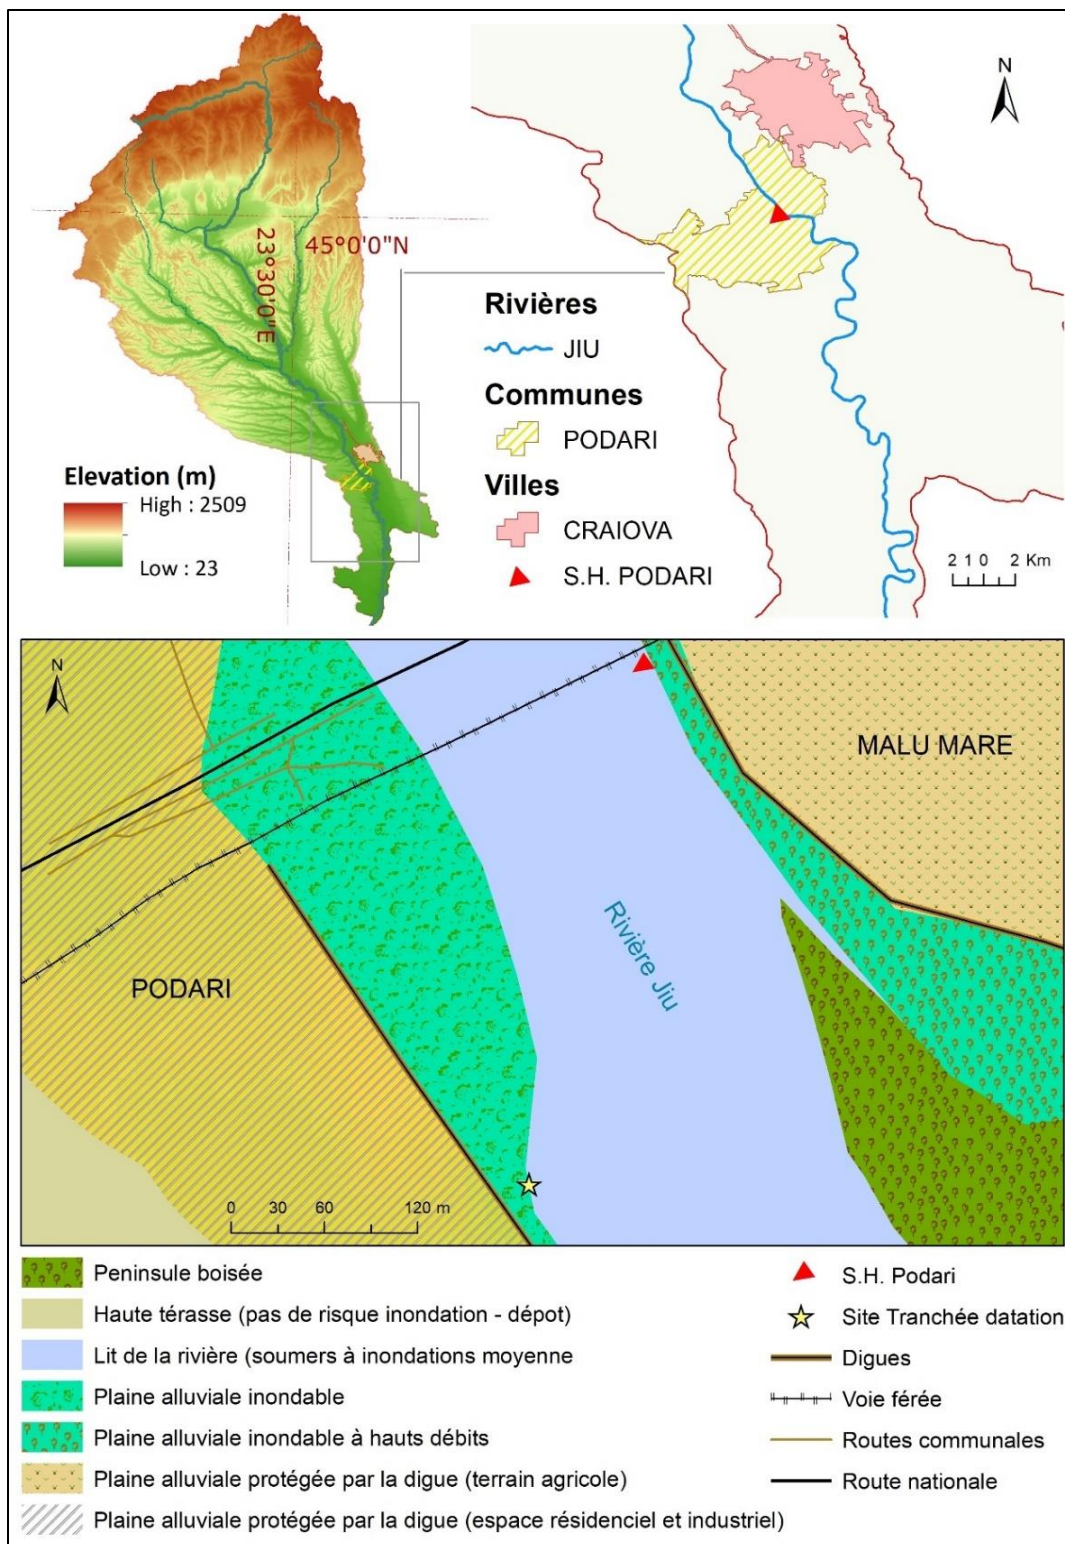 N
45°0'0"N
23°30'0"E
Rivières
JIU
Communes
PODARI
Villes
CRAIOVA
S.H. PODARI
Elevation (m)
High : 2509
Low : 23
2 1 0 2 Km
N
MALU MARE
Rivière Jiu
PODARI
0 30 60 120 m
Peninsule boisée
Haute térasse (pas de risque inondation - dépot)
Lit de la rivière (soumers à inondations moyenne
Plaine alluviale inondable
Plaine alluviale inondable à hauts débits
Plaine alluviale protégée par la digue (terrain agricole)
Plaine alluviale protégée par la digue (espace résidenciel et industriel)
S.H. Podari
Site Tranchée datation
Digues
Voie férée
Routes communales
Route nationale